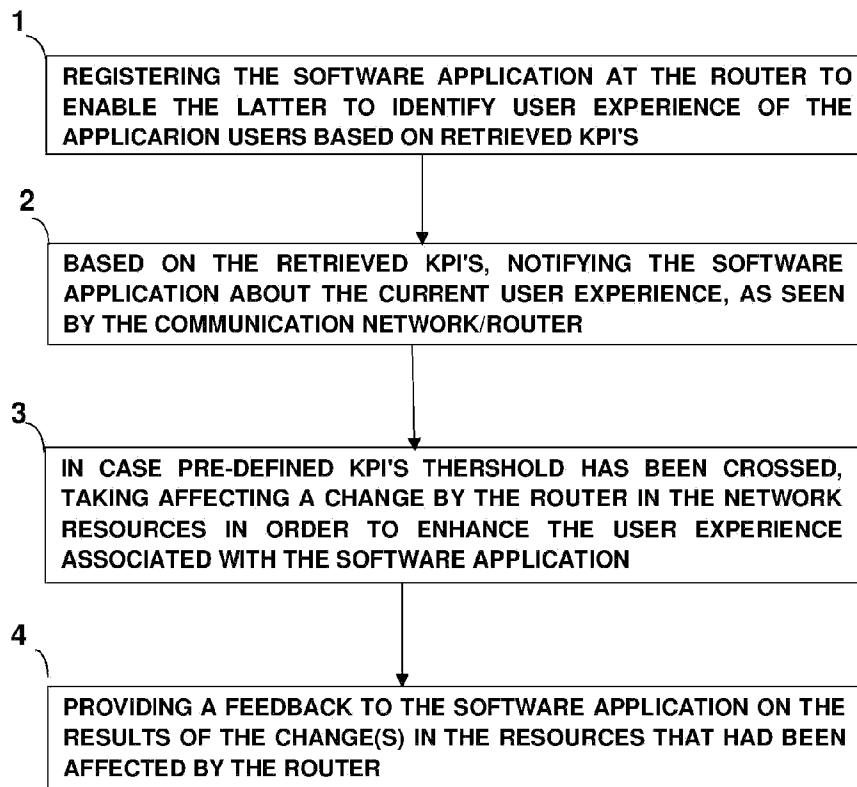 1
REGISTERING THE SOFTWARE APPLICATION AT THE ROUTER TO
ENABLE THE LATTER TO IDENTIFY USER EXPERIENCE OF THE
APPLICARION USERS BASED ON RETRIEVED KPI'S
2
BASED ON THE RETRIEVED KPI'S, NOTIFYING THE SOFTWARE
APPLICATION ABOUT THE CURRENT USER EXPERIENCE, AS SEEN
BY THE COMMUNICATION NETWORK/ROUTER
3
IN CASE PRE-DEFINED KPI'S THERSHOLD HAS BEEN CROSSED,
TAKING AFFECTING A CHANGE BY THE ROUTER IN THE NETWORK
RESOURCES IN ORDER TO ENHANCE THE USER EXPERIENCE
ASSOCIATED WITH THE SOFTWARE APPLICATION
4
PROVIDING A FEEDBACK TO THE SOFTWARE APPLICATION ON THE
RESULTS OF THE CHANGE(S) IN THE RESOURCES THAT HAD BEEN
AFFECTED BY THE ROUTER